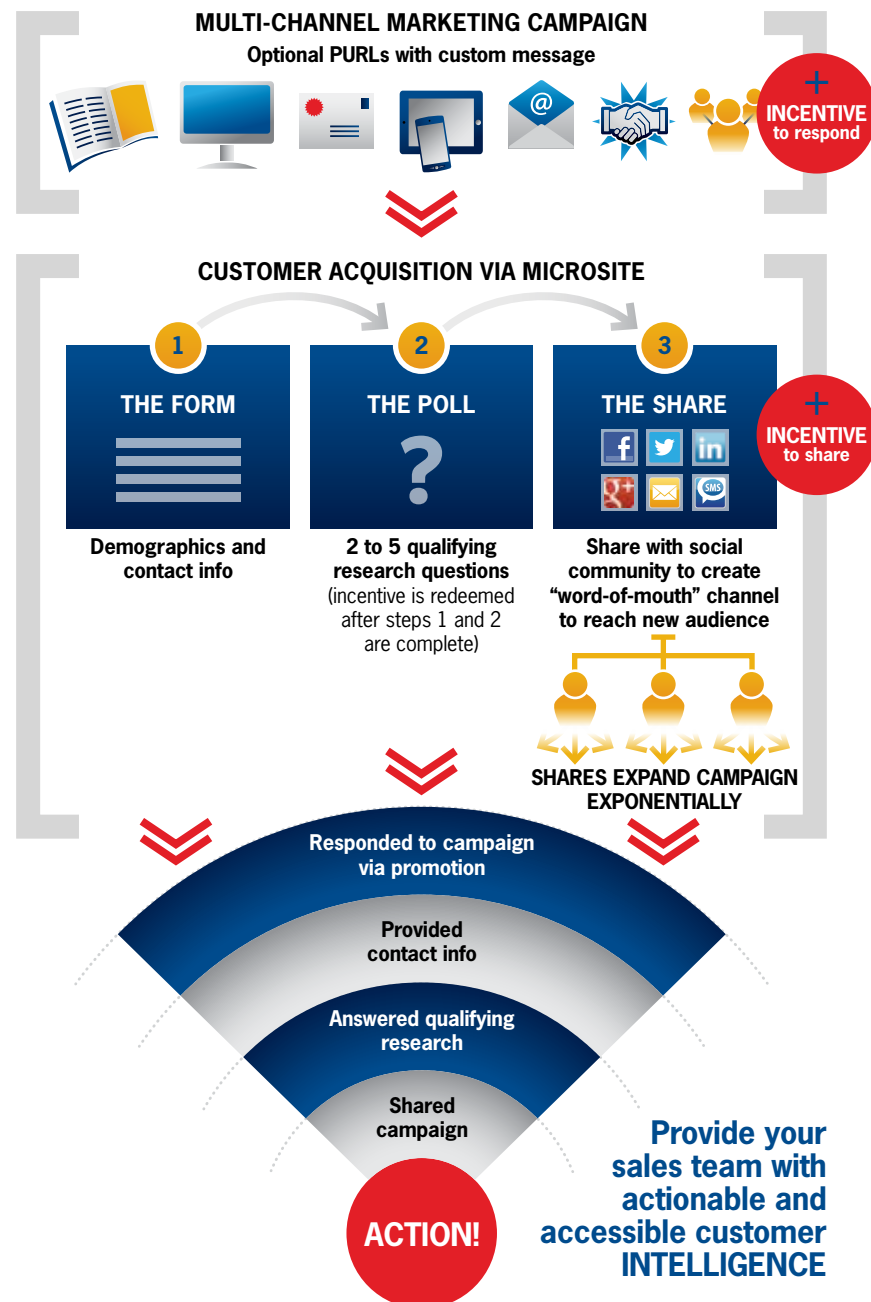 MULTI-CHANNEL MARKETING CAMPAIGN
Optional PURLs with custom message
@
+
INCENTIVE
to respond
CUSTOMER ACQUISITION VIA MICROSITE
1
THE FORM
Demographics and
contact info
2
THE POLL
?
2 to 5 qualifying
research questions
(incentive is redeemed
after steps 1 and 2
are complete)
3
THE SHARE
f
in
g+
SMS
Share with social
community to create
“word-of-mouth” channel
to reach new audience
+
INCENTIVE
to share
SHARES EXPAND CAMPAIGN
EXPONENTIALLY
Responded to campaign
via promotion
Provided
contact info
Answered qualifying
research
Shared
campaign
ACTION!
Provide your
sales team with
actionable and
accessible customer
INTELLIGENCE